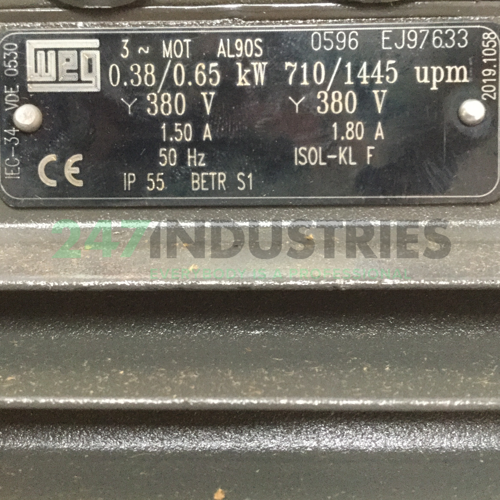 WEG 3 ~ MOT AL90S 0596 EJ97633
0.38/0.65 kW 710/1445 upm
Y 380 V Y 380 V
1.50 A 1.80 A
50 Hz ISOL-KL F
IP 55 BETR S1
CE
IEC-34 VDE 0530
2019.1058
247INDUSTRIES